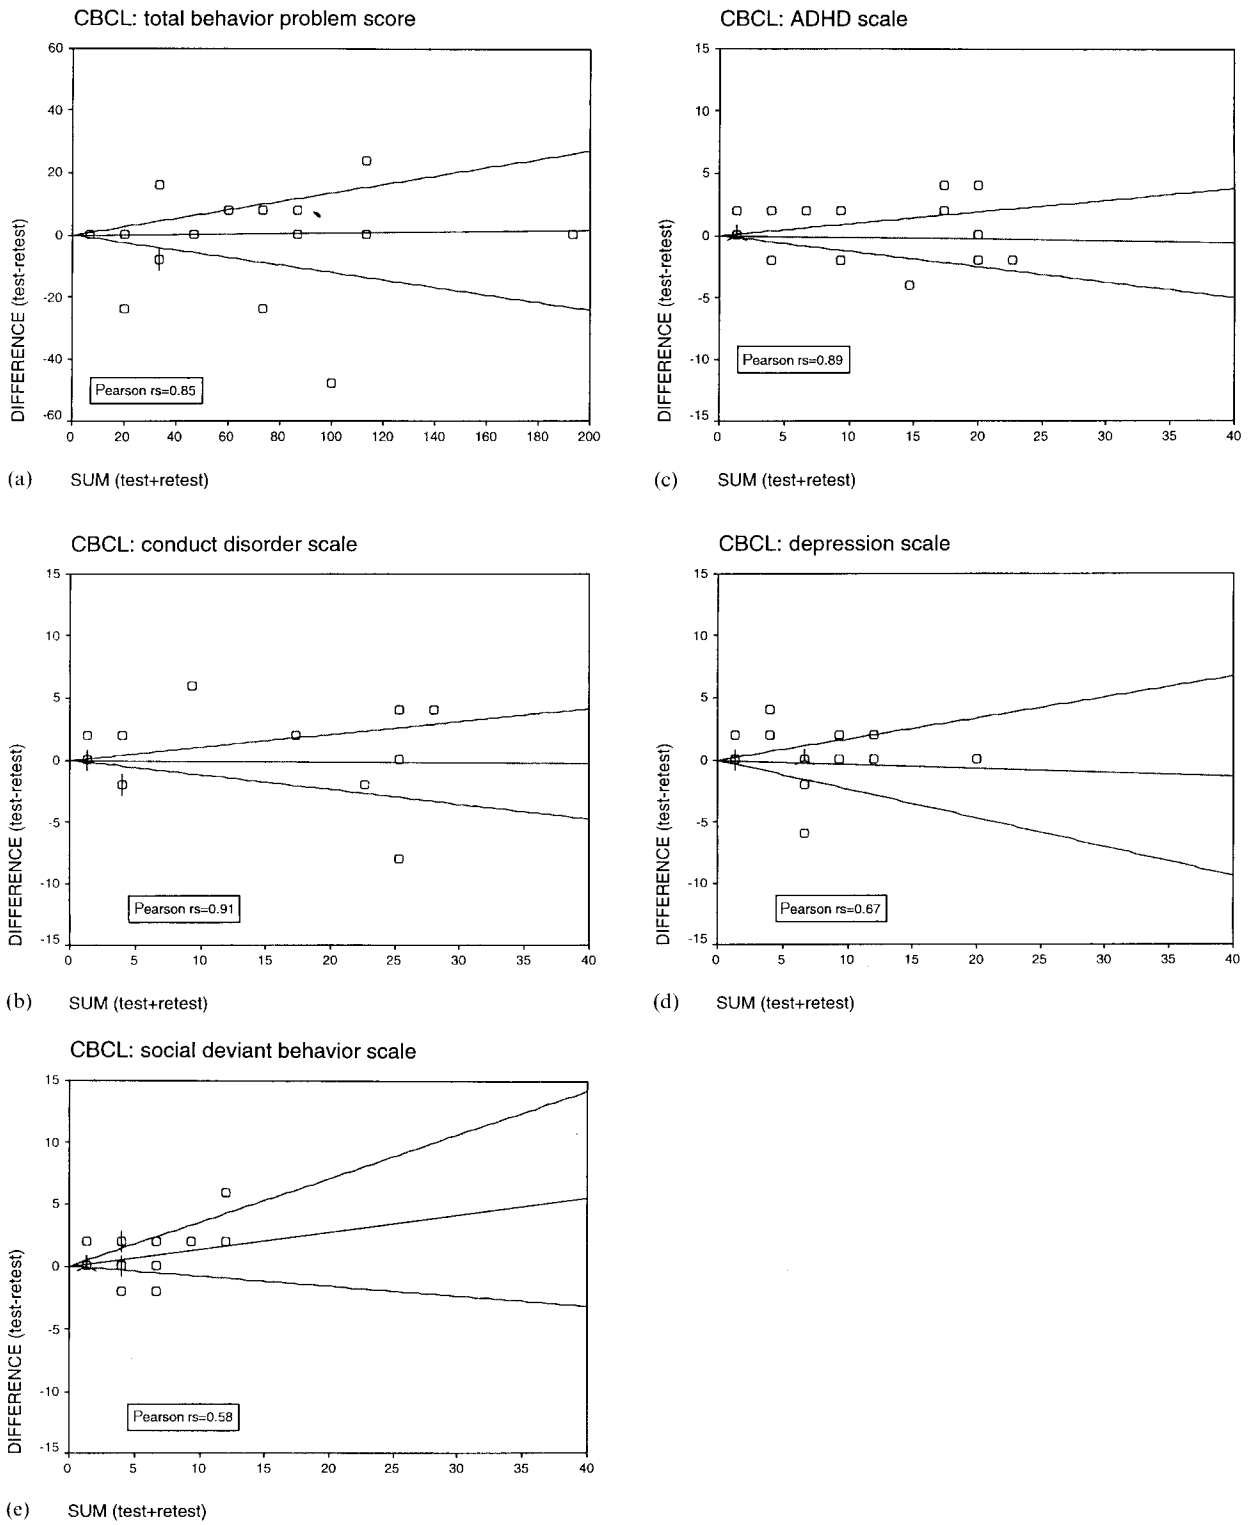 CBCL: total behavior problem score
60
40
20
0
-20
-40
-60
DIFFERENCE (test-retest)
Pearson rs=0.85
0 20 40 60 80 100 120 140 160 180 200
(a) SUM (test+retest)
CBCL: ADHD scale
15
10
5
0
-5
-10
-15
DIFFERENCE (test-retest)
Pearson rs=0.89
0 5 10 15 20 25 30 35 40
(c) SUM (test+retest)
CBCL: conduct disorder scale
15
10
5
0
-5
-10
-15
DIFFERENCE (test-retest)
Pearson rs=0.91
0 5 10 15 20 25 30 35 40
(b) SUM (test+retest)
CBCL: depression scale
15
10
5
0
-5
-10
-15
DIFFERENCE (test-retest)
Pearson rs=0.67
0 5 10 15 20 25 30 35 40
(d) SUM (test+retest)
CBCL: social deviant behavior scale
15
10
5
0
-5
-10
-15
DIFFERENCE (test-retest)
Pearson rs=0.58
0 5 10 15 20 25 30 35 40
(e) SUM (test+retest)